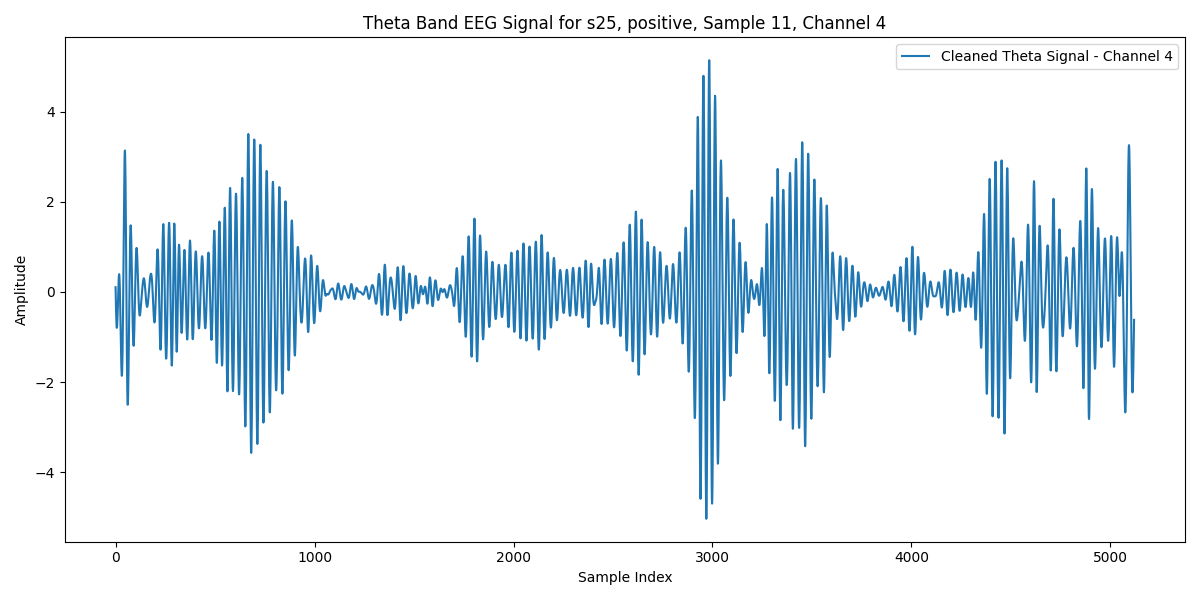 Theta Band EEG Signal for s25, positive, Sample 11, Channel 4
Cleaned Theta Signal - Channel 4
Amplitude
4
2
0
−2
−4
0 1000 2000 3000 4000 5000
Sample Index